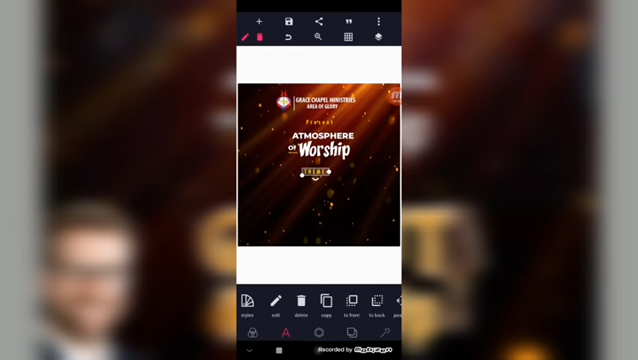 GRACE CHAPEL MINISTRIES
AREA OF GLORY
Present
ATMOSPHERE
OF Worship
THEME
styles
edit
delete
copy
to front
to back
Recorded by